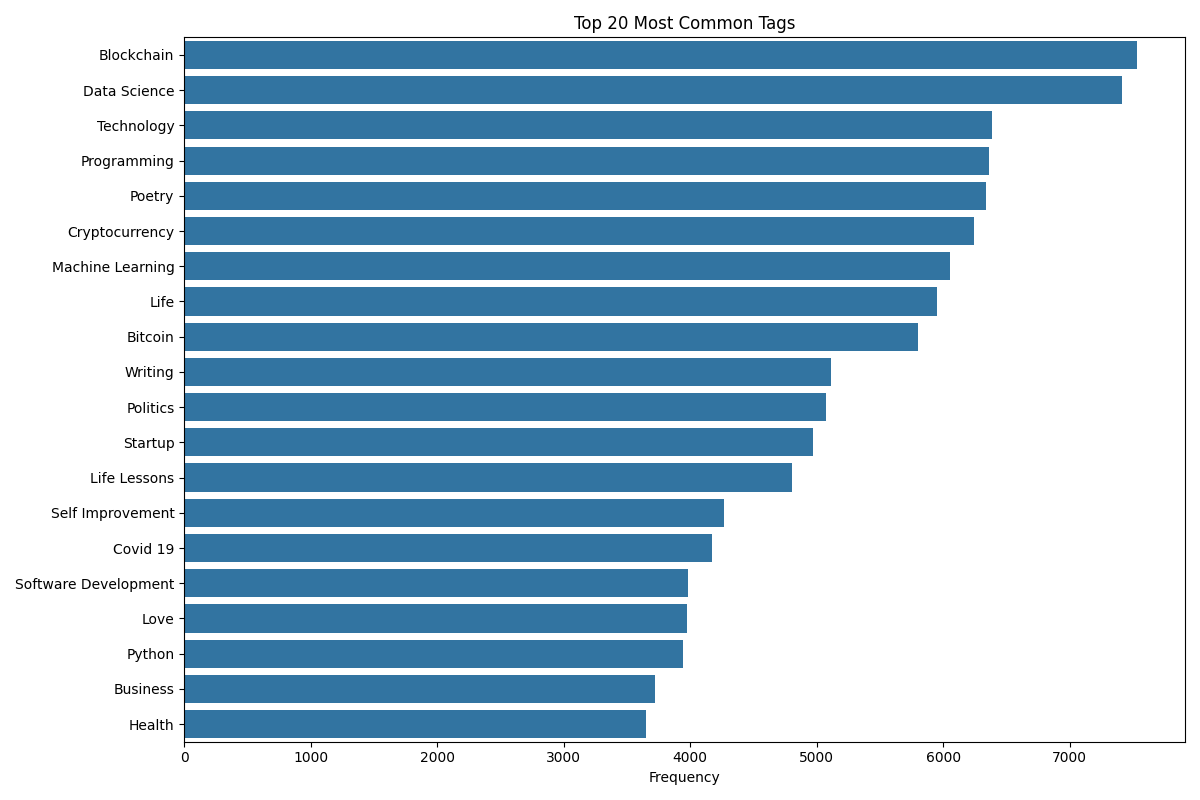 Top 20 Most Common Tags
Blockchain
Data Science
Technology
Programming
Poetry
Cryptocurrency
Machine Learning
Life
Bitcoin
Writing
Politics
Startup
Life Lessons
Self Improvement
Covid 19
Software Development
Love
Python
Business
Health
0 1000 2000 3000 4000 5000 6000 7000
Frequency